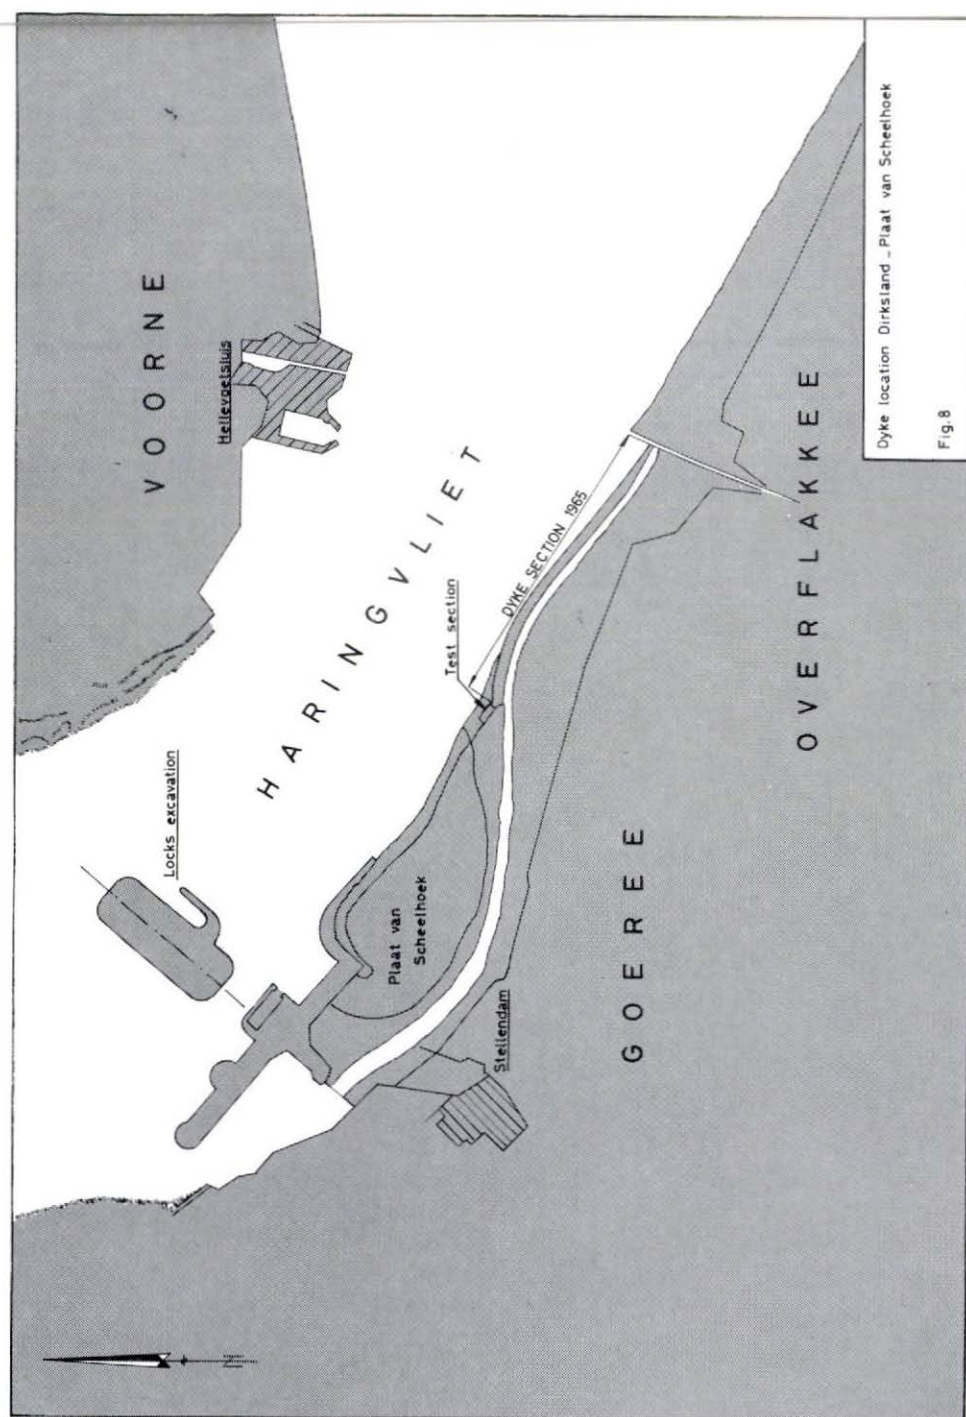 VOORNE
Hellevoetsluis
HARINGVLIET
Locks excavation
Test section
DYKE SECTION 1965
Plaat van
Scheelhoek
Stellendam
GOEREE
OVERFLAKKEE
N
Dyke location Dirksland - Plaat van Scheelhoek
Fig. 8